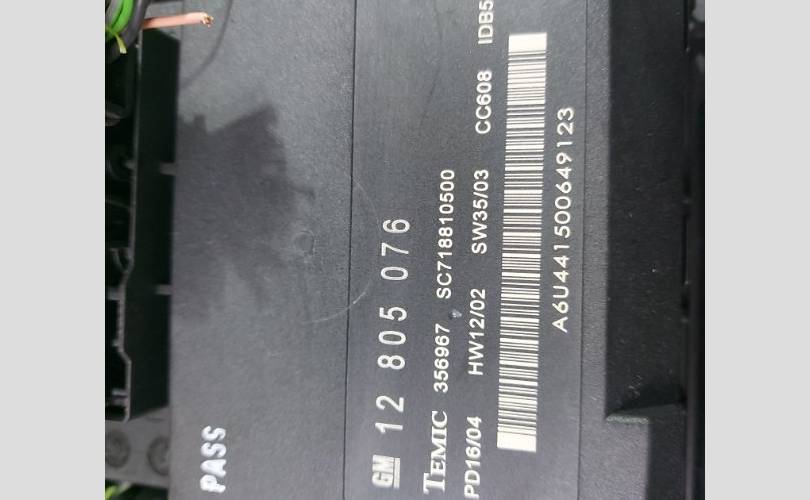 PASS
GM 12 805 076
TEMIC 356967 SC718810500
PD16/04 HW12/02 SW35/03 CC608 IDB5
A6U441500649123